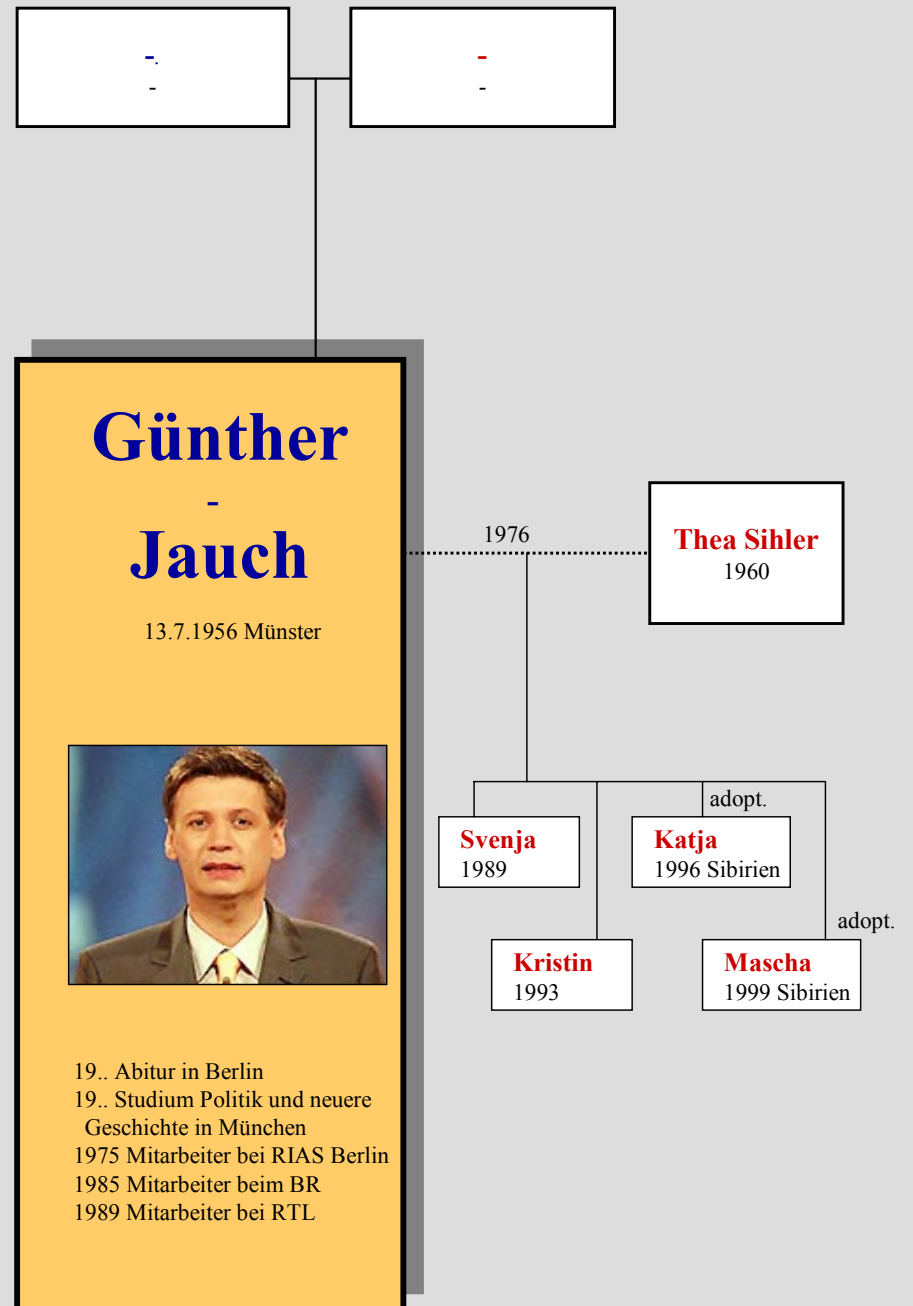 -.
-
-
-
Günther
-
Jauch
13.7.1956 Münster
1976
Thea Sihler
1960
adopt.
Svenja
1989
Katja
1996 Sibirien
adopt.
Kristin
1993
Mascha
1999 Sibirien
19.. Abitur in Berlin
19.. Studium Politik und neuere
Geschichte in München
1975 Mitarbeiter bei RIAS Berlin
1985 Mitarbeiter beim BR
1989 Mitarbeiter bei RTL